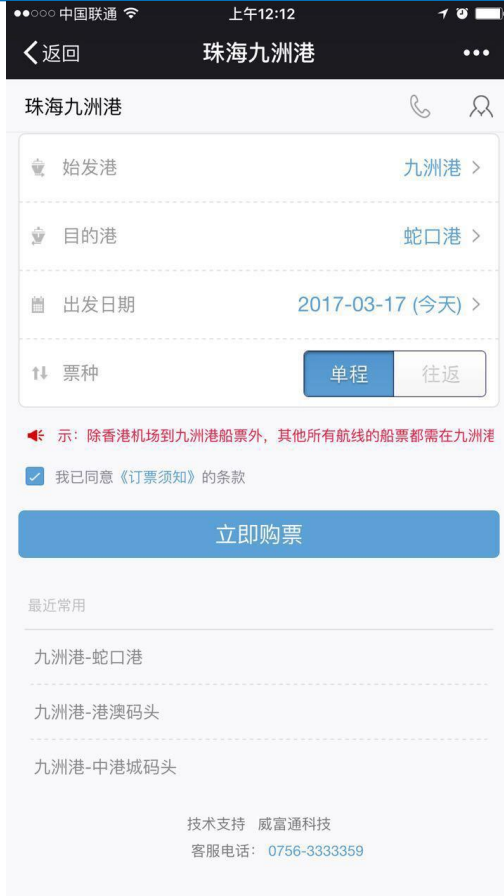 中国联通 上午12:12
返回 珠海九洲港
珠海九洲港
始发港 九洲港
目的港 蛇口港
出发日期 2017-03-17 (今天)
票种 单程 往返
示：除香港机场到九洲港船票外，其他所有航线的船票都需在九洲港
我已同意《订票须知》的条款
立即购票
最近常用
九洲港-蛇口港
九洲港-港澳码头
九洲港-中港城码头
技术支持 威富通科技
客服电话： 0756-3333359